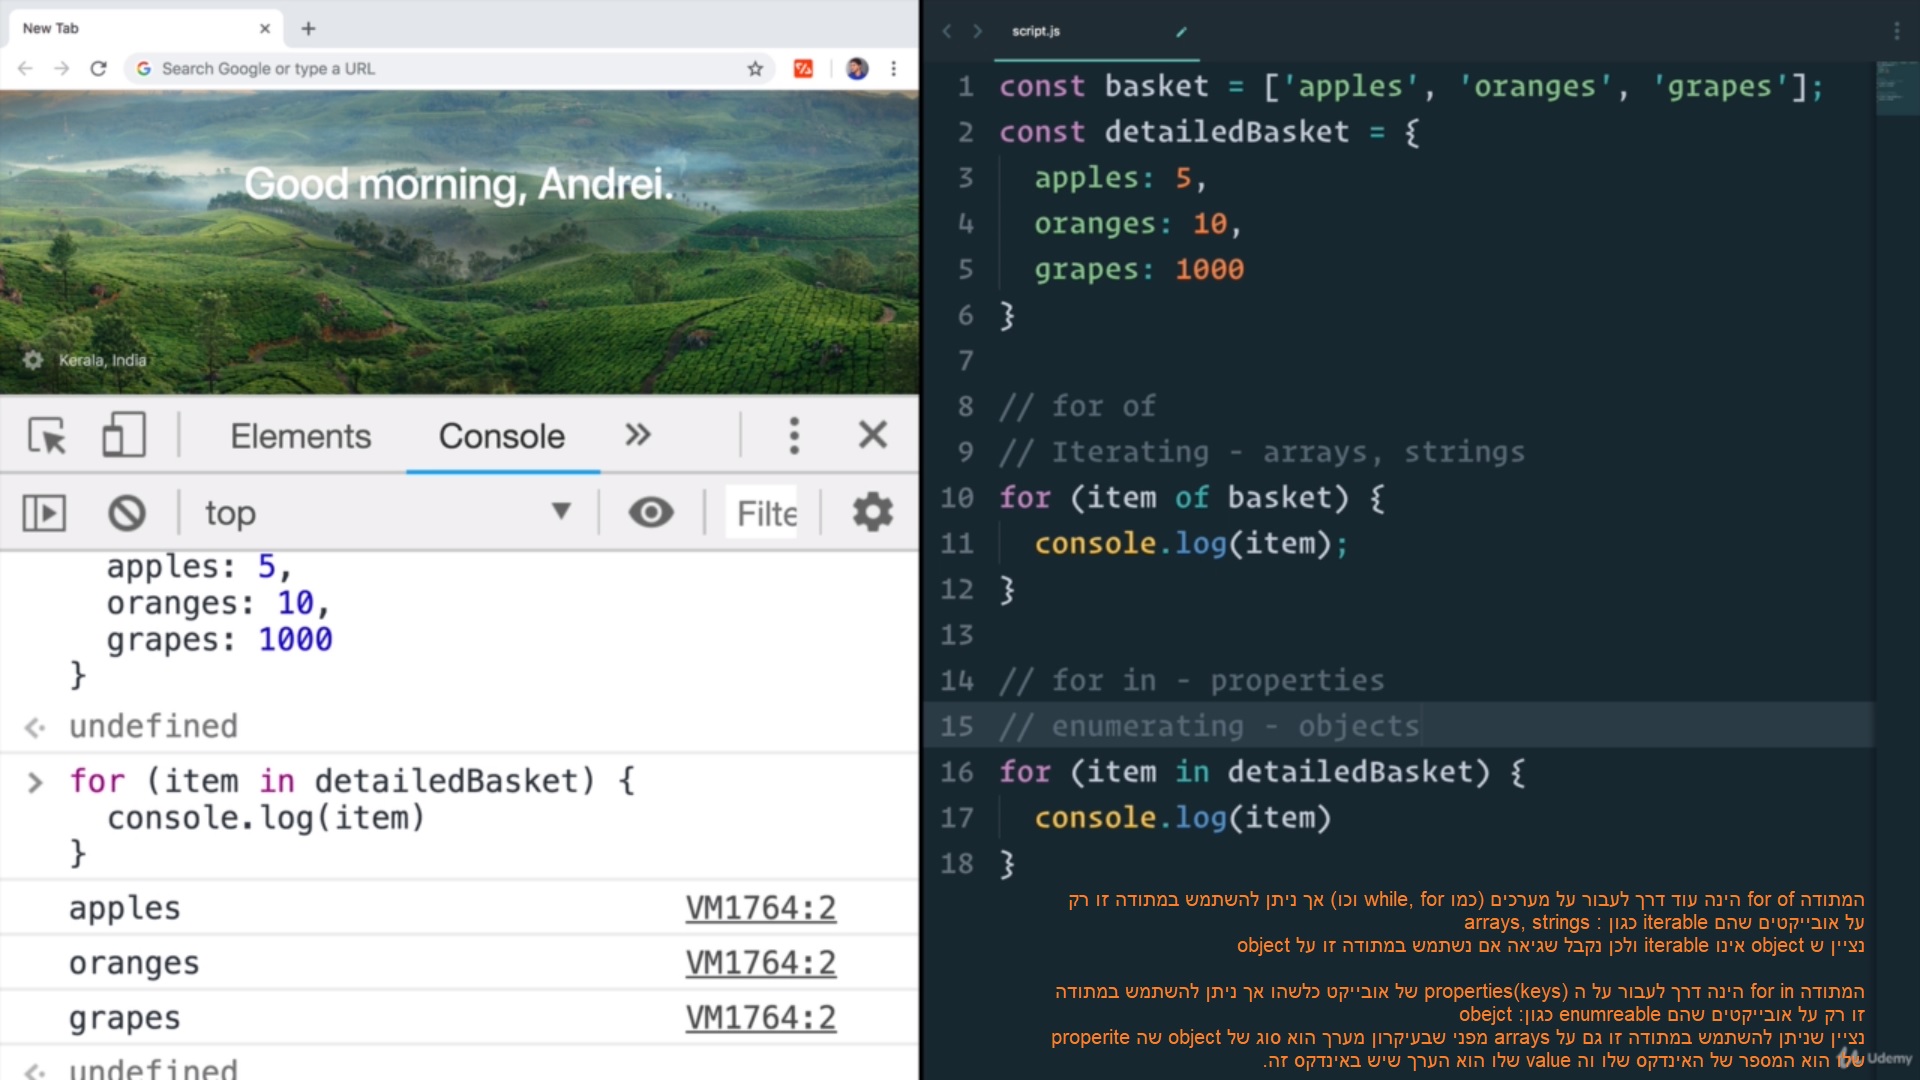 New Tab
Search Google or type a URL
Good morning, Andrei.
Kerala, India
Elements Console
top Filte
apples: 5,
oranges: 10,
grapes: 1000
}
undefined
for (item in detailedBasket) {
console.log(item)
}
apples VM1764:2
oranges VM1764:2
grapes VM1764:2
undefined
script.js
1 const basket = ['apples', 'oranges', 'grapes'];
2 const detailedBasket = {
3 apples: 5,
4 oranges: 10,
5 grapes: 1000
6 }
7
8 // for of
9 // Iterating - arrays, strings
10 for (item of basket) {
11 console.log(item);
12 }
13
14 // for in - properties
15 // enumerating - objects
16 for (item in detailedBasket) {
17 console.log(item)
18 }
המתודה for of הינה עוד דרך לעבור על מערכים (כמו while, for וכו) אך ניתן להשתמש במתודה זו רק
על אובייקטים שהם iterable כגון : arrays, strings
נציין ש object אינו iterable ולכן נקבל שגיאה אם נשתמש במתודה זו על object
המתודה for in הינה דרך לעבור על ה properties(keys) של אובייקט כלשהו אך ניתן להשתמש במתודה
זו רק על אובייקטים שהם enumreable כגון: obejct
נציין שניתן להשתמש במתודה זו גם על arrays מפני שבעיקרון מערך הוא סוג של object שה properite
שלו הוא המספר של האינדקס שלו וה value שלו הוא הערך שיש באינדקס זה.
Udemy